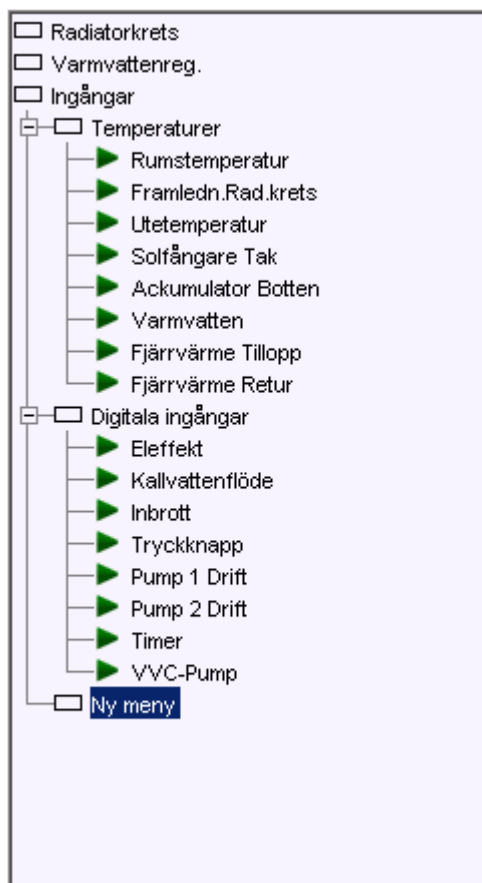 Radiatorkrets
Varmvattenreg.
Ingångar
Temperaturer
Rumstemperatur
Framledn.Rad.krets
Utetemperatur
Solfångare Tak
Ackumulator Botten
Varmvatten
Fjärrvärme Tillopp
Fjärrvärme Retur
Digitala ingångar
Eleffekt
Kallvattenflöde
Inbrott
Tryckknapp
Pump 1 Drift
Pump 2 Drift
Timer
VVC-Pump
Ny meny